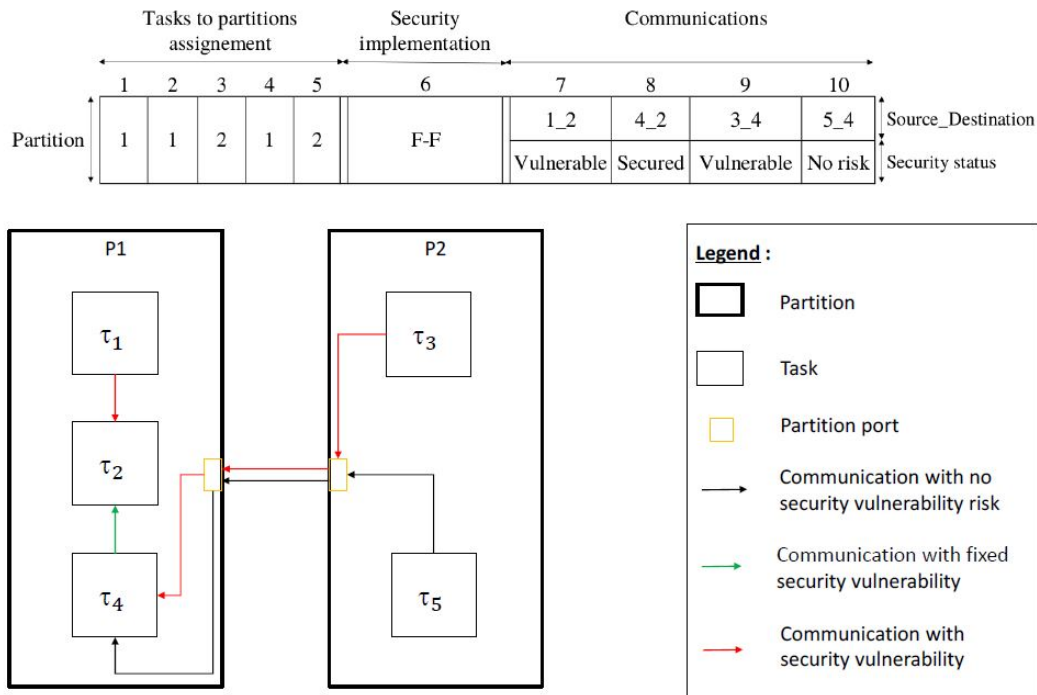 Tasks to partitions
assignement
Security
implementation
Communications
1 2 3 4 5 6 7 8 9 10
Partition
1 1 2 1 2 F-F
1_2 4_2 3_4 5_4
Source_Destination
Vulnerable Secured Vulnerable No risk
Security status
P1
P2
τ1
τ2
τ4
τ3
τ5
Legend :
Partition
Task
Partition port
Communication with no
security vulnerability risk
Communication with fixed
security vulnerability
Communication with
security vulnerability